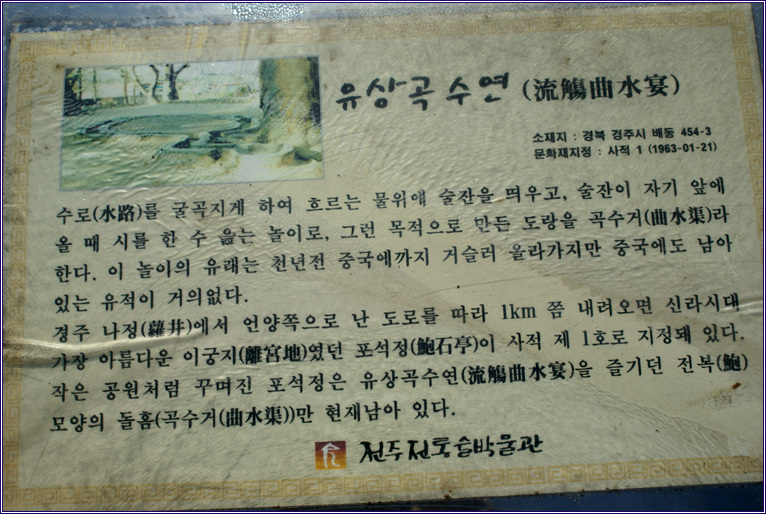 유상곡수연 (流觴曲水宴)
소재지 : 경북 경주시 배동 454-3
문화재지정 : 사적 1 (1963-01-21)
수로(水路)를 굴곡지게 하여 흐르는 물위에 술잔을 띄우고, 술잔이 자기 앞에
올 때 시를 한 수 읊는 놀이로, 그런 목적으로 만든 도랑을 곡수거(曲水渠)라
한다. 이 놀이의 유래는 천년전 중국에까지 거슬러 올라가지만 중국에도 남아
있는 유적이 거의없다.
경주 나정(蘿井)에서 언양쪽으로 난 도로를 따라 1km 쯤 내려오면 신라시대
가장 아름다운 이궁지(離宮地)였던 포석정(鮑石亭)이 사적 제 1호로 지정돼 있다.
작은 공원처럼 꾸며진 포석정은 유상곡수연(流觴曲水宴)을 즐기던 전복(鮑)
모양의 돌홈(곡수거(曲水渠))만 현재남아 있다.
전주전통술박물관